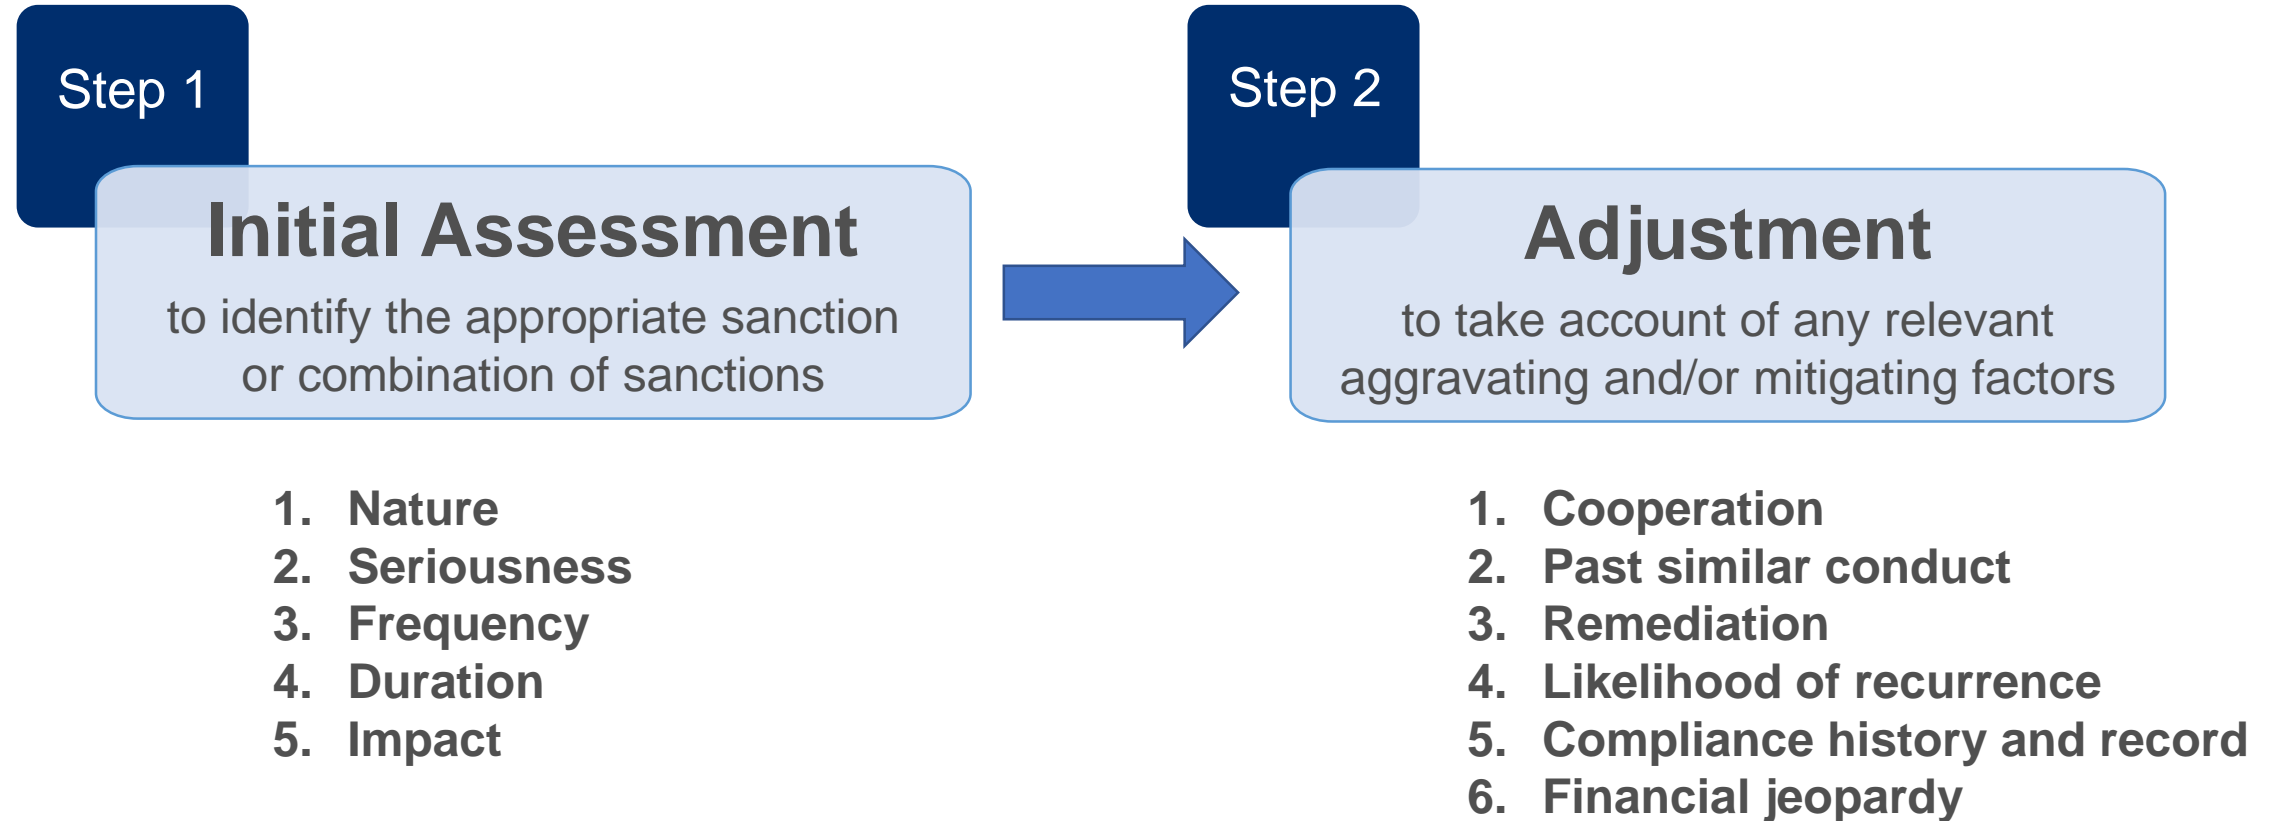 Step 1
Initial Assessment
to identify the appropriate sanction
or combination of sanctions
1. Nature
2. Seriousness
3. Frequency
4. Duration
5. Impact
Step 2
Adjustment
to take account of any relevant
aggravating and/or mitigating factors
1. Cooperation
2. Past similar conduct
3. Remediation
4. Likelihood of recurrence
5. Compliance history and record
6. Financial jeopardy